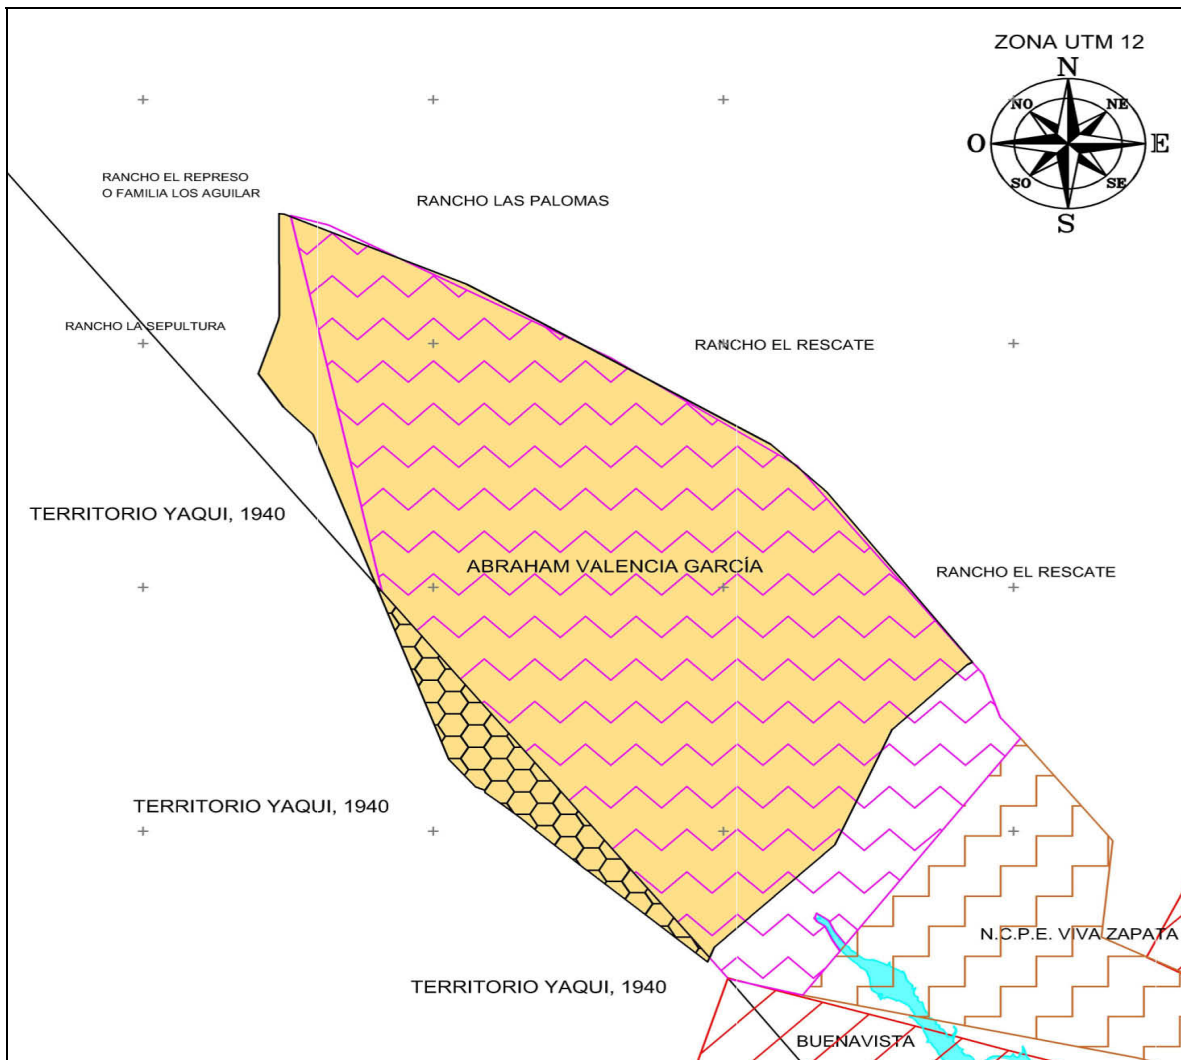 ZONA UTM 12
N
NO
NE
O
E
SO
SE
S
RANCHO EL REPRESO
O FAMILIA LOS AGUILAR
RANCHO LAS PALOMAS
RANCHO LA SEPULTURA
RANCHO EL RESCATE
TERRITORIO YAQUI, 1940
ABRAHAM VALENCIA GARCÍA
RANCHO EL RESCATE
TERRITORIO YAQUI, 1940
N.C.P.E. VIVA ZAPATA
TERRITORIO YAQUI, 1940
BUENAVISTA